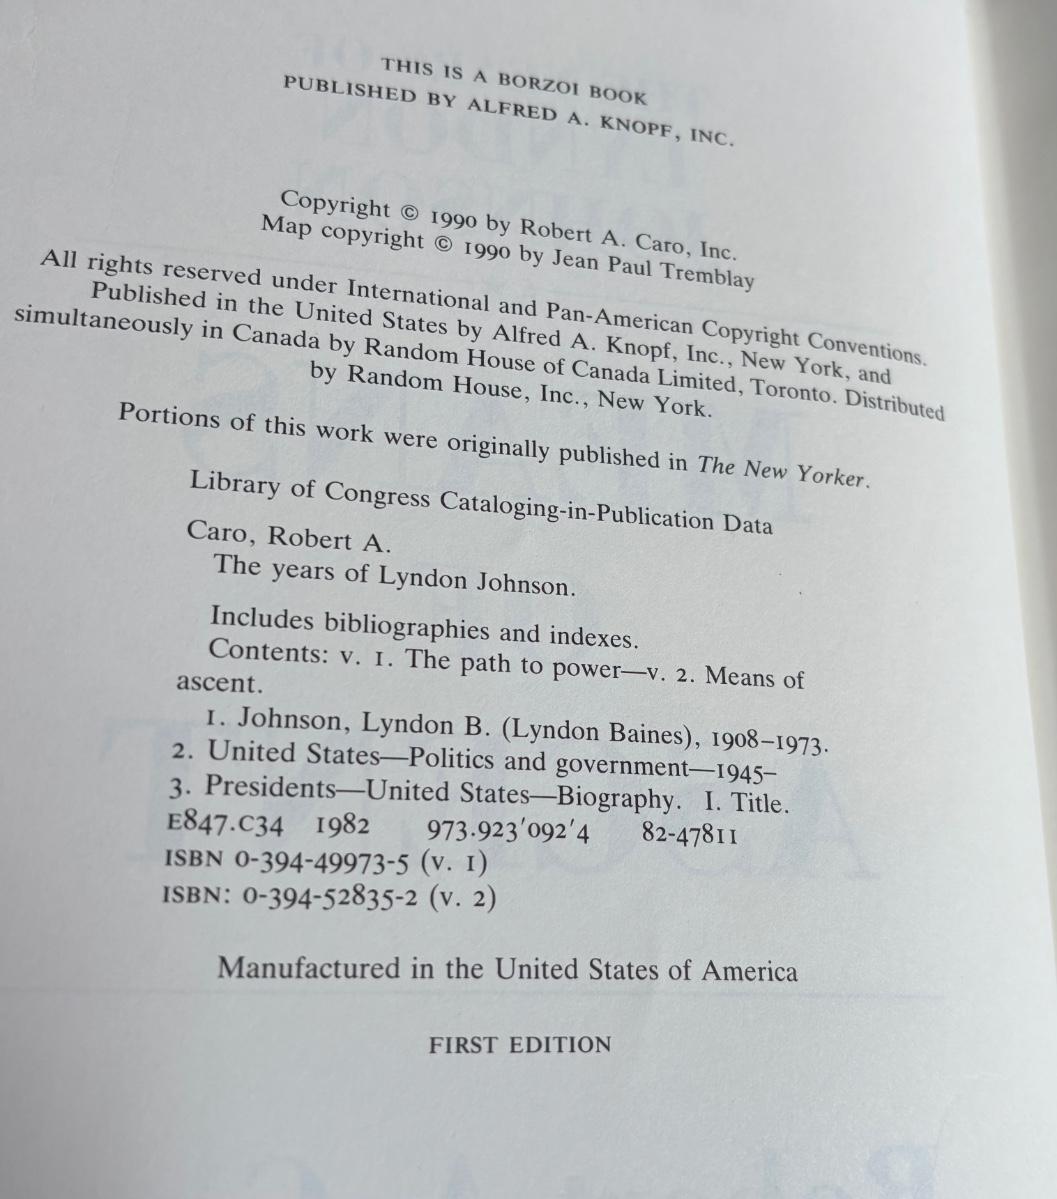 THIS IS A BORZOI BOOK
PUBLISHED BY ALFRED A. KNOPF, INC.
Copyright © 1990 by Robert A. Caro, Inc.
Map copyright © 1990 by Jean Paul Tremblay
All rights reserved under International and Pan-American Copyright Conventions.
Published in the United States by Alfred A. Knopf, Inc., New York, and
simultaneously in Canada by Random House of Canada Limited, Toronto. Distributed
by Random House, Inc., New York.
Portions of this work were originally published in The New Yorker.
Library of Congress Cataloging-in-Publication Data
Caro, Robert A.
The years of Lyndon Johnson.
Includes bibliographies and indexes.
Contents: v. 1. The path to power—v. 2. Means of
ascent.
1. Johnson, Lyndon B. (Lyndon Baines), 1908–1973.
2. United States—Politics and government—1945–
3. Presidents—United States—Biography. I. Title.
E847.C34 1982 973.923'092'4 82-47811
ISBN 0-394-49973-5 (v. 1)
ISBN: 0-394-52835-2 (v. 2)
Manufactured in the United States of America
FIRST EDITION